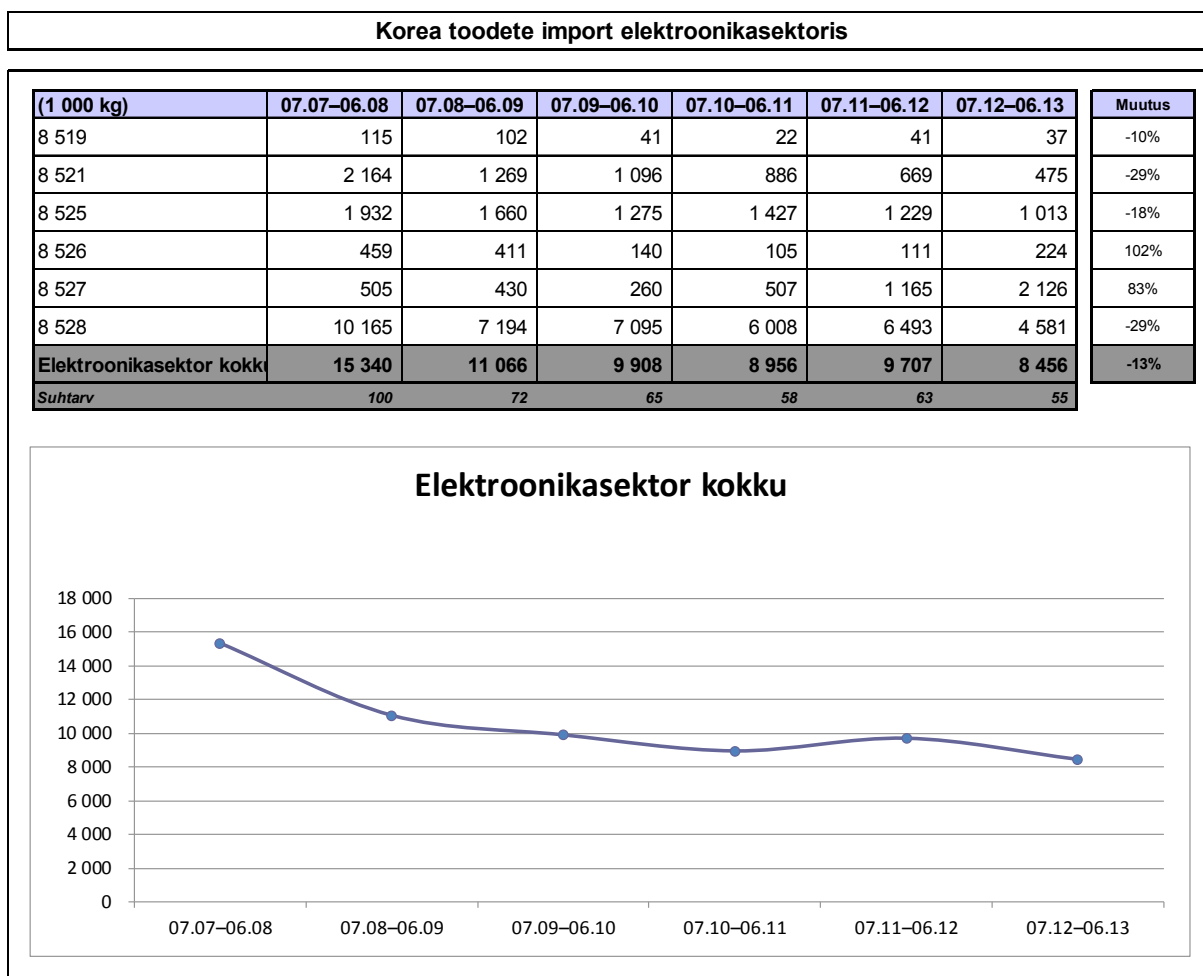 Korea toodete import elektroonikasektoris
(1 000 kg) 07.07–06.08 07.08–06.09 07.09–06.10 07.10–06.11 07.11–06.12 07.12–06.13 Muutus
8 519 115 102 41 22 41 37 -10%
8 521 2 164 1 269 1 096 886 669 475 -29%
8 525 1 932 1 660 1 275 1 427 1 229 1 013 -18%
8 526 459 411 140 105 111 224 102%
8 527 505 430 260 507 1 165 2 126 83%
8 528 10 165 7 194 7 095 6 008 6 493 4 581 -29%
Elektroonikasektor kokku 15 340 11 066 9 908 8 956 9 707 8 456 -13%
Suhtarv 100 72 65 58 63 55
Elektroonikasektor kokku
18 000
16 000
14 000
12 000
10 000
8 000
6 000
4 000
2 000
0
07.07–06.08 07.08–06.09 07.09–06.10 07.10–06.11 07.11–06.12 07.12–06.13